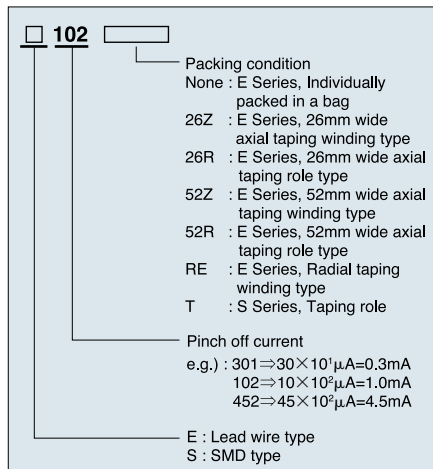 □ 102 
Packing condition
None : E Series, Individually
packed in a bag
26Z : E Series, 26mm wide
axial taping winding type
26R : E Series, 26mm wide axial
taping role type
52Z : E Series, 52mm wide axial
taping winding type
52R : E Series, 52mm wide axial
taping role type
RE : E Series, Radial taping
winding type
T : S Series, Taping role
Pinch off current
e.g.) : 301⇒30×10¹μA=0.3mA
102⇒10×10²μA=1.0mA
452⇒45×10²μA=4.5mA
E : Lead wire type
S : SMD type